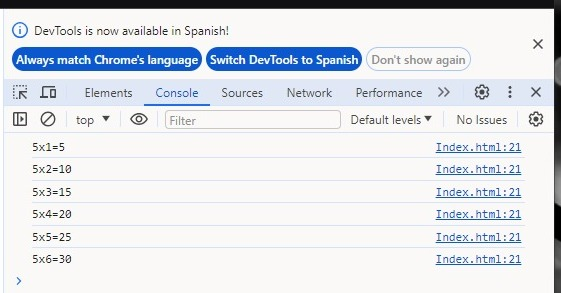 DevTools is now available in Spanish!
Always match Chrome's language Switch DevTools to Spanish Don't show again
Elements Console Sources Network Performance
top Filter Default levels No Issues
5x1=5 Index.html:21
5x2=10 Index.html:21
5x3=15 Index.html:21
5x4=20 Index.html:21
5x5=25 Index.html:21
5x6=30 Index.html:21